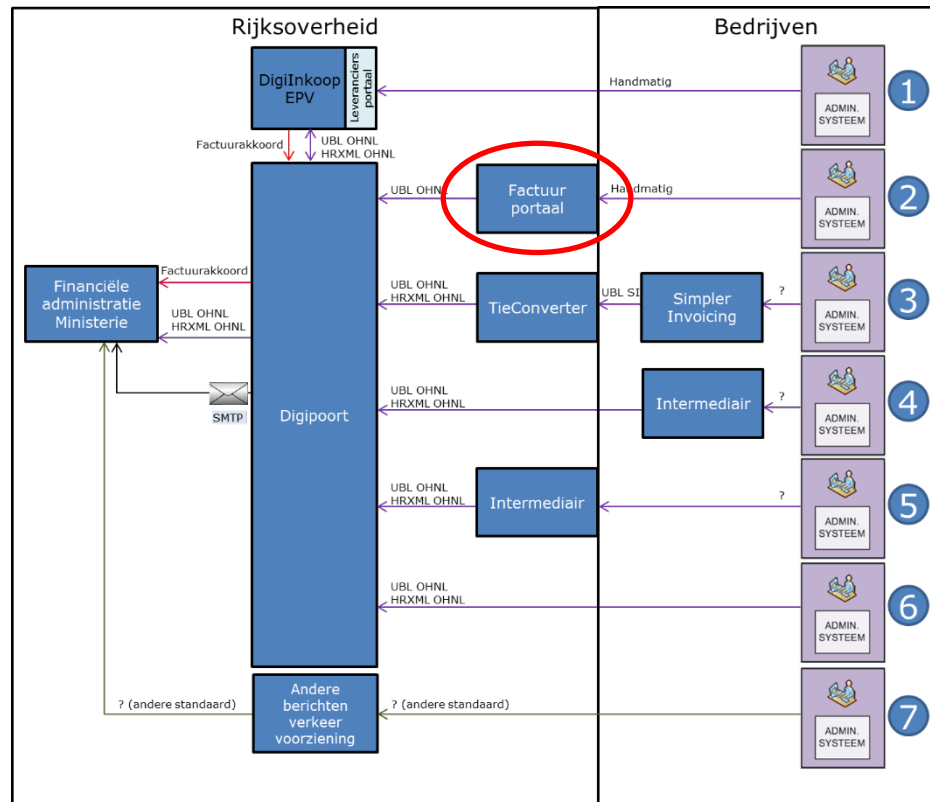 Rijksoverheid
Bedrijven
DigiInkoop
EPV
Leveranciers
portaal
Handmatig
ADMIN.
SYSTEEM
1
Factuurakkoord
UBL OHNL
HRXML OHNL
UBL OHNL
Factuur
portaal
Handmatig
ADMIN.
SYSTEEM
2
Financiële
administratie
Ministerie
Factuurakkoord
UBL OHNL
HRXML OHNL
SMTP
Digipoort
UBL OHNL
HRXML OHNL
TieConverter
UBL SI
Simpler
Invoicing
?
ADMIN.
SYSTEEM
3
UBL OHNL
HRXML OHNL
Intermediair
?
ADMIN.
SYSTEEM
4
UBL OHNL
HRXML OHNL
Intermediair
?
ADMIN.
SYSTEEM
5
UBL OHNL
HRXML OHNL
ADMIN.
SYSTEEM
6
? (andere standaard)
Andere
berichten
verkeer
voorziening
? (andere standaard)
ADMIN.
SYSTEEM
7